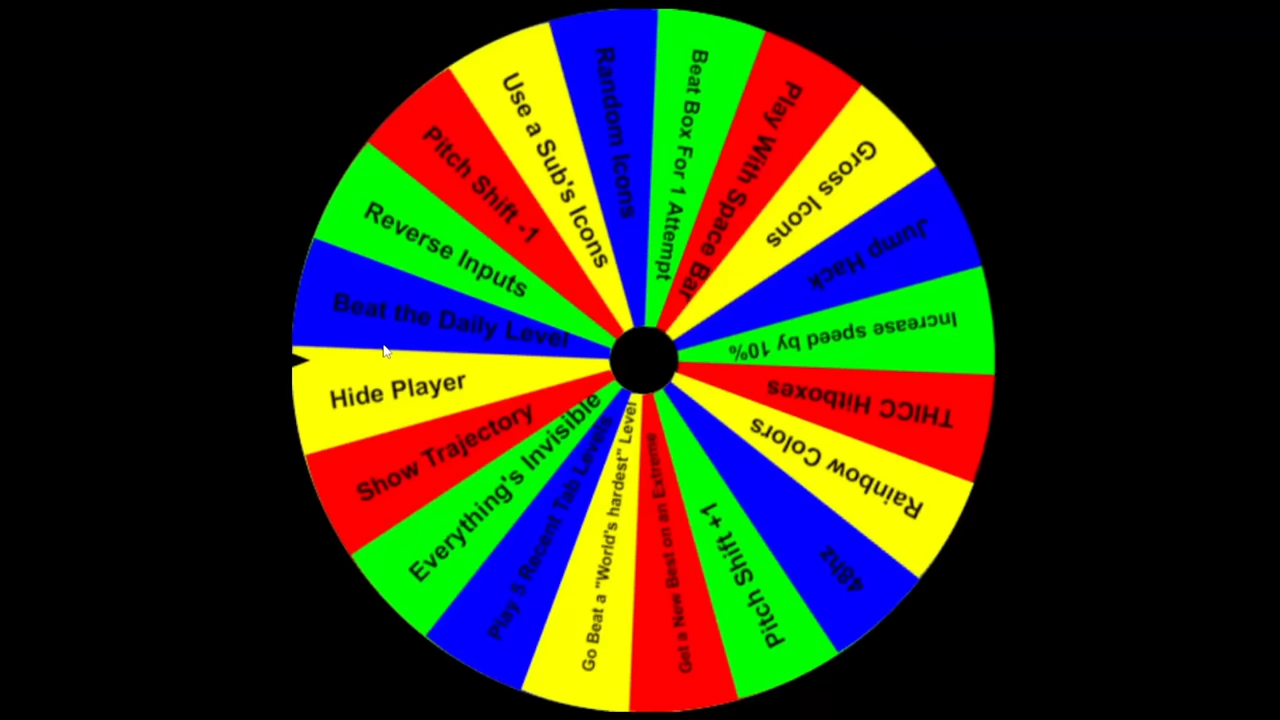 Random Icons
Beat Box For 1 Attempt
Play With Space Bar
Gross Icons
Jump Hack
Increase speed by 10%
THICC Hitboxes
Rainbow Colors
48hz
Pitch Shift +1
Get a New Best on an Extreme
Go Beat a "World's hardest" Level
Play 5 Recent Tab Levels
Everything's Invisible
Show Trajectory
Hide Player
Beat the Daily Level
Reverse Inputs
Pitch Shift -1
Use a Sub's Icons